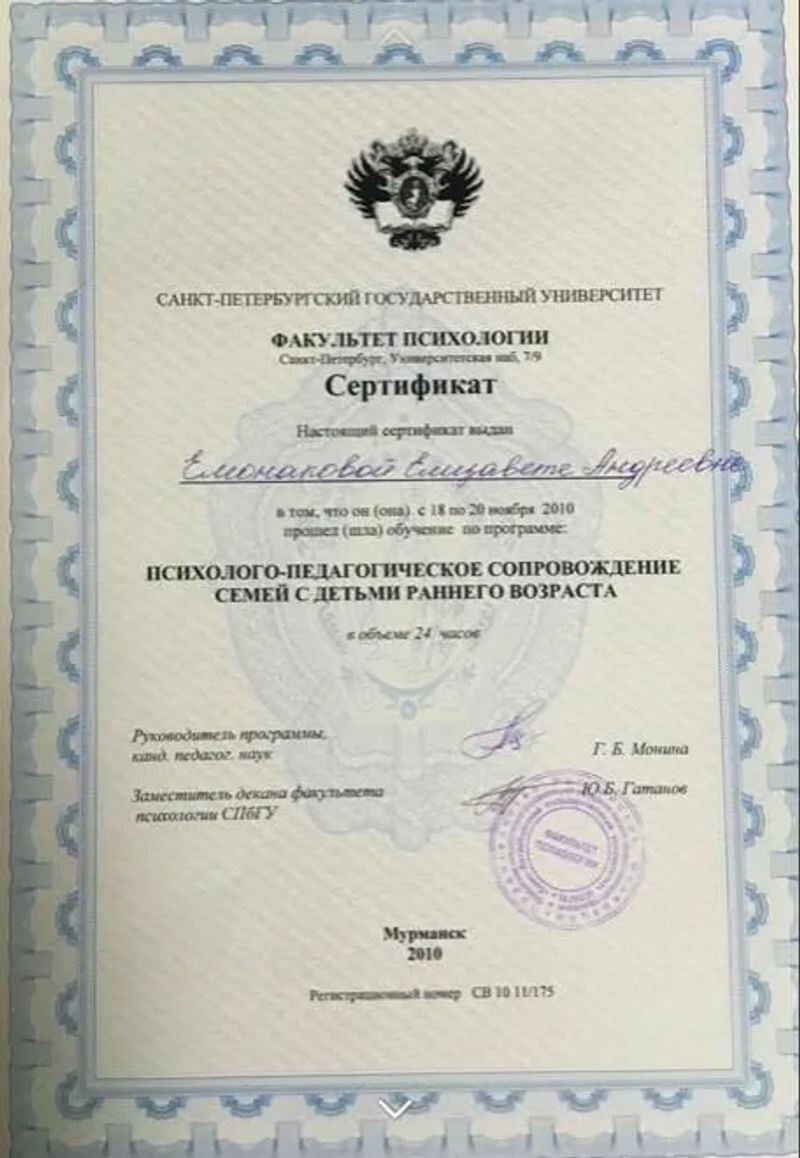 САНКТ-ПЕТЕРБУРГСКИЙ ГОСУДАРСТВЕННЫЙ УНИВЕРСИТЕТ
ФАКУЛЬТЕТ ПСИХОЛОГИИ
Санкт-Петербург, Университетская наб, 7/9
Сертификат
Настоящий сертификат выдан
Емонаковой Елизавете Андреевне
в том, что он (она) с 18 по 20 ноября 2010
прошел (шла) обучение по программе:
ПСИХОЛОГО-ПЕДАГОГИЧЕСКОЕ СОПРОВОЖДЕНИЕ
СЕМЕЙ С ДЕТЬМИ РАННЕГО ВОЗРАСТА
в объеме 24 часов
Руководитель программы,
канд. педагог. наук
Г. Б. Монина
Заместитель декана факультета
психологии СПбГУ
Ю.Б. Гатанов
ФАКУЛЬТЕТ
ПСИХОЛОГИИ
Мурманск
2010
Регистрационный номер СВ 10 11/175